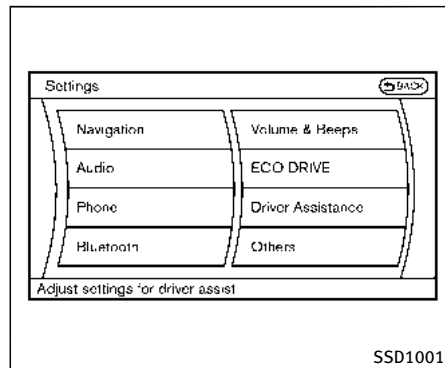 Settings
BACK
Navigation
Volume & Beeps
Audio
ECO DRIVE
Phone
Driver Assistance
Bluetooth
Others
Adjust settings for driver assist
SSD1001